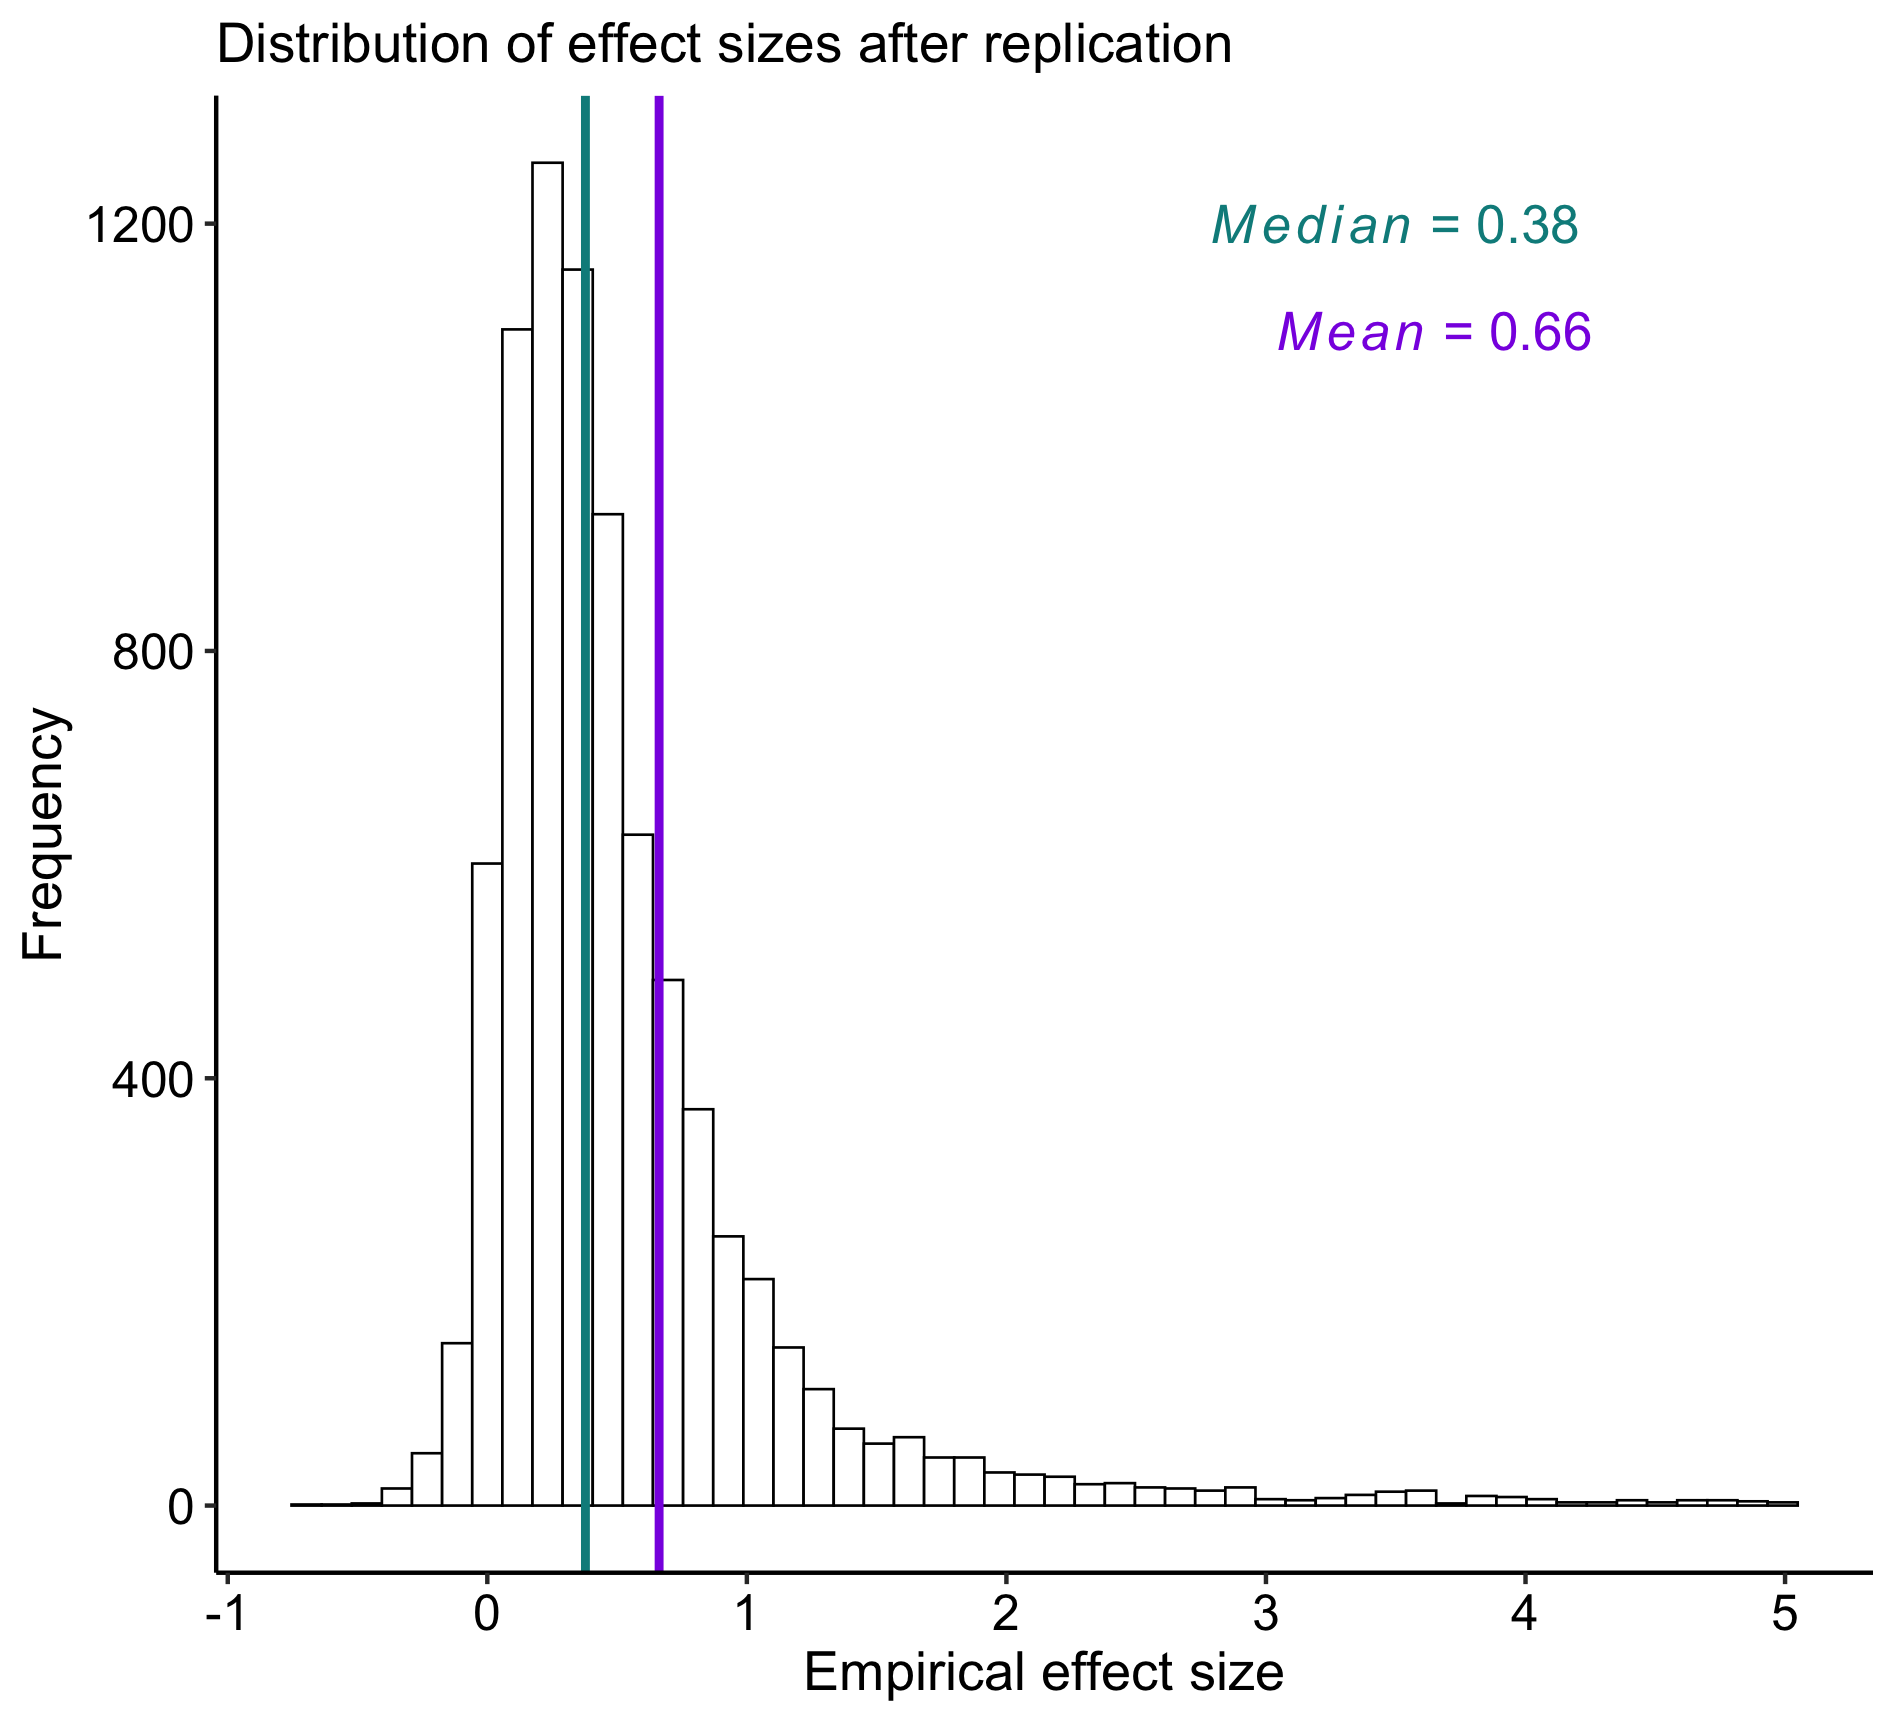 Distribution of effect sizes after replication
Median = 0.38
Mean = 0.66
1200
800
400
0
Frequency
-1 0 1 2 3 4 5
Empirical effect size